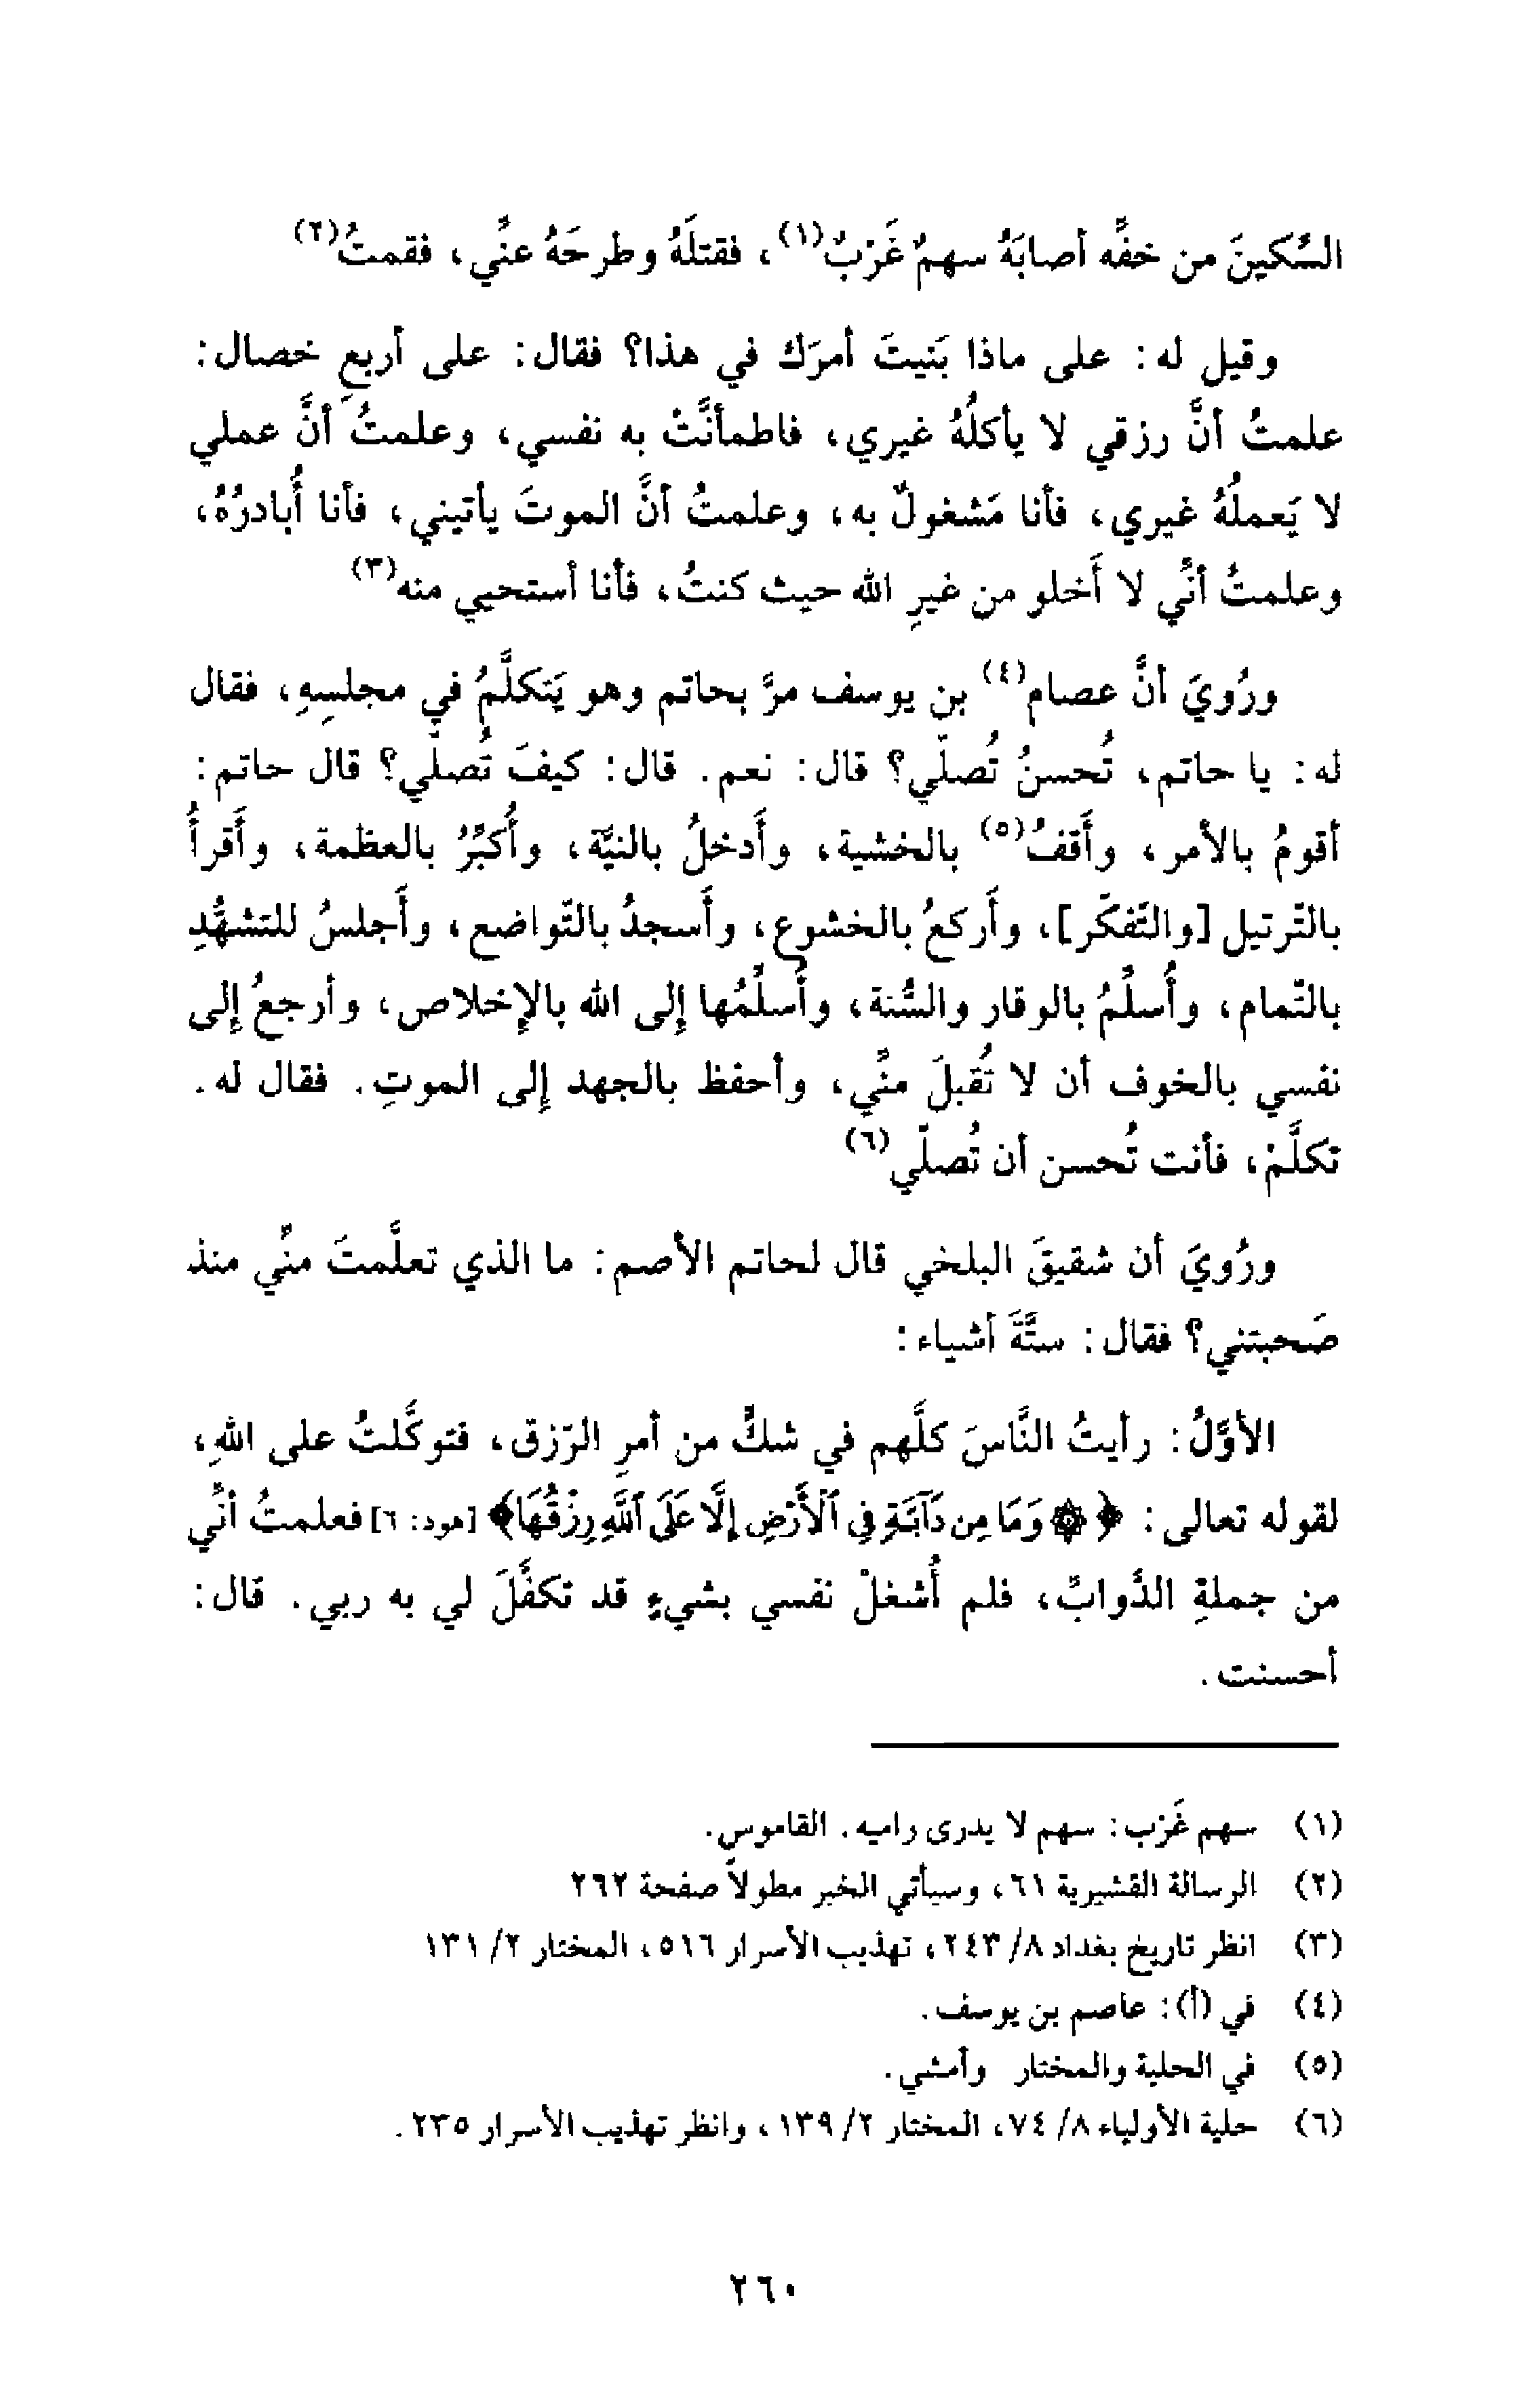 السِّكينَ من خفِّه أصابَهُ سهمٌ غَرْبٌ(١)، فقتلَهُ وطرحَهُ عنِّي، فقمتُ(٢)
وقيل له: على ماذا بَنيتَ أمرَك في هذا؟ فقال: على أربعِ خصال:
علمتُ أنَّ رزقي لا يأكلُهُ غيري، فاطمأنَّتْ به نفسي، وعلمتُ أنَّ عملي
لا يَعملُهُ غيري، فأنا مَشغولٌ به، وعلمتُ أنَّ الموتَ يأتيني، فأنا أُبادرُهُ،
وعلمتُ أنِّي لا أَخلو من غيرِ الله حيث كنتُ، فأنا أستحيي منه(٣)
ورُويَ أنَّ عصام(٤) بن يوسف مرَّ بحاتم وهو يَتكلَّمُ في مجلسِهِ، فقال
له: يا حاتم، تُحسنُ تُصلّي؟ قال: نعم. قال: كيفَ تُصلّي؟ قال حاتم:
أقومُ بالأمر، وأَقفُ(٥) بالخشية، وأَدخلُ بالنيَّة، وأُكبِّرُ بالعظمة، وأَقرأُ
بالتّرتيل [والتَّفكّر]، وأَركعُ بالخشوع، وأَسجدُ بالتّواضع، وأَجلسُ للتشهُّدِ
بالتّمام، وأُسلِّمُ بالوقار والسُّنة، وأُسلِّمُها إلى الله بالإخلاص، وأرجعُ إلى
نفسي بالخوف أن لا تُقبلَ منِّي، وأحفظ بالجهد إلى الموتِ. فقال له.
تكلَّمْ، فأنت تُحسن أن تُصلّي(٦)
ورُويَ أن شقيقَ البلخي قال لحاتم الأصم: ما الذي تعلَّمتَ منِّي منذ
صَحبتني؟ فقال: ستَّةَ أشياء:
الأوَّلُ: رأيتُ النَّاسَ كلَّهم في شكٍّ من أمرِ الرّزق، فتوكَّلتُ على اللهِ،
لقوله تعالى: ﴿۞ وَمَا مِن دَآبَّةٍ فِي ٱلْأَرْضِ إِلَّا عَلَى ٱللَّهِ رِزْقُهَا﴾ [هود: ٦] فعلمتُ أنِّي
من جملةِ الدَّوابِّ، فلم أُشغلْ نفسي بشيءٍ قد تكفَّلَ لي به ربي. قال:
أحسنت.
(١) سهم غَرْب: سهم لا يدرى راميه. القاموس.
(٢) الرسالة القشيرية ٦١، وسيأتي الخبر مطولاً صفحة ٢٦٢
(٣) انظر تاريخ بغداد ٨/ ٢٤٣، تهذيب الأسرار ٥١٦، المختار ٢/ ١٣١
(٤) في (أ): عاصم بن يوسف.
(٥) في الحلية والمختار وأمشي.
(٦) حلية الأولياء ٨/ ٧٤، المختار ٢/ ١٣٩، وانظر تهذيب الأسرار ٢٣٥.
٢٦٠